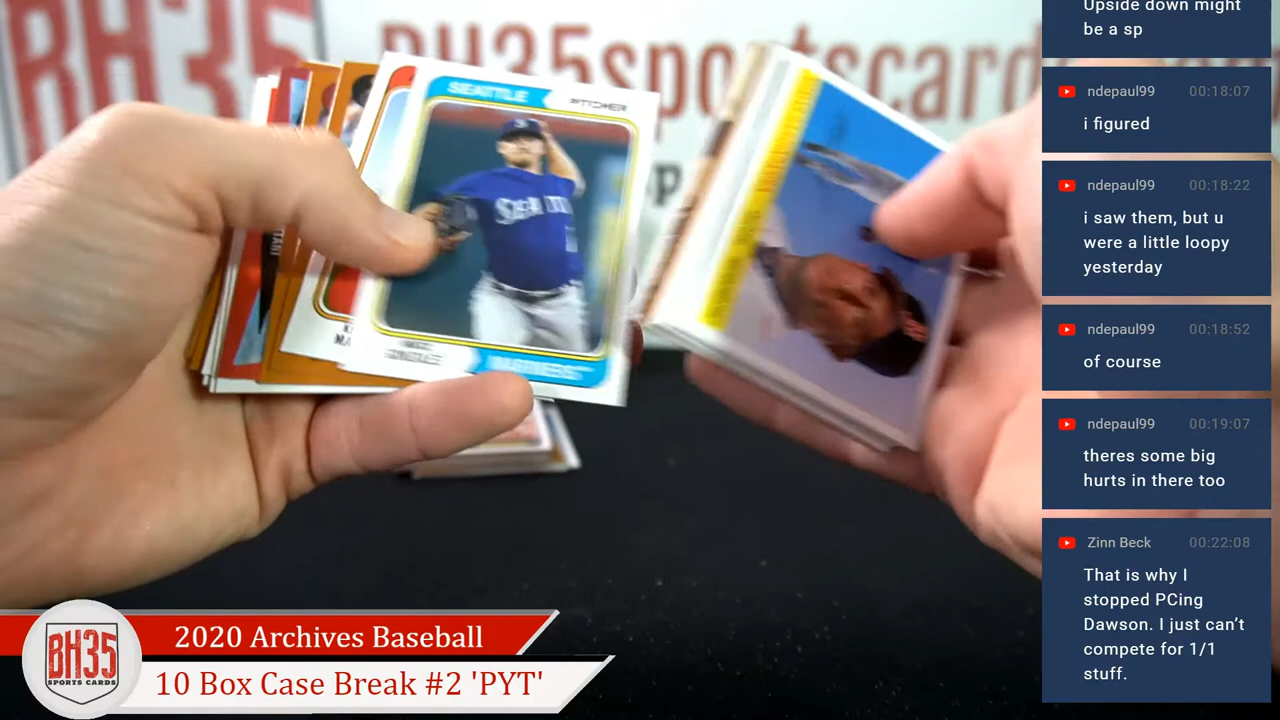 BH35
BH35sportscard
SEATTLE
PITCHER
SEA
MARINERS
Upside down might
be a sp
ndepaul99 00:18:07
i figured
ndepaul99 00:18:22
i saw them, but u
were a little loopy
yesterday
ndepaul99 00:18:52
of course
ndepaul99 00:19:07
theres some big
hurts in there too
Zinn Beck 00:22:08
That is why I
stopped PCing
Dawson. I just can't
compete for 1/1
stuff.
BH35
SPORTS CARDS
2020 Archives Baseball
10 Box Case Break #2 'PYT'